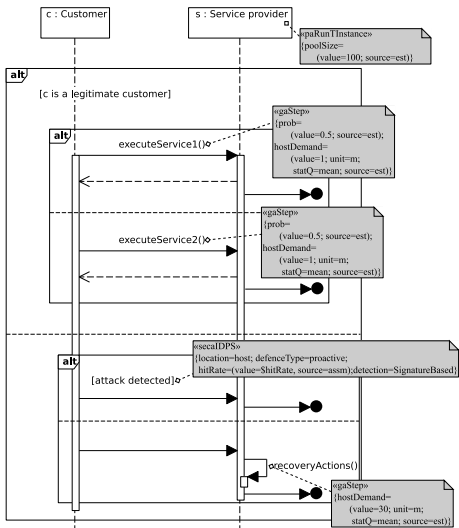 c : Customer
s : Service provider
«paRunTInstance»
{poolSize=
(value=100; source=est)}
alt
[c is a legitimate customer]
«gaStep»
{prob=
(value=0.5; source=est);
hostDemand=
(value=1; unit=m;
statQ=mean; source=est)}
alt
executeService1()
«gaStep»
{prob=
(value=0.5; source=est);
hostDemand=
(value=1; unit=m;
statQ=mean; source=est)}
executeService2()
«secaIDPS»
{location=host; defenceType=proactive;
hitRate=(value=$hitRate, source=assm);detection=SignatureBased}
alt
[attack detected]
recoveryActions()
«gaStep»
{hostDemand=
(value=30; unit=m;
statQ=mean; source=est)}